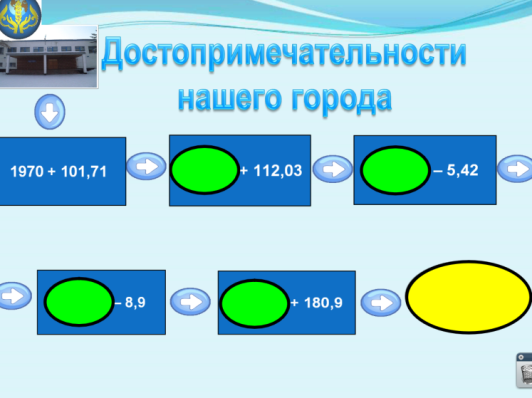 Достопримечательности
нашего города
1970 + 101,71
+ 112,03
– 5,42
– 8,9
+ 180,9